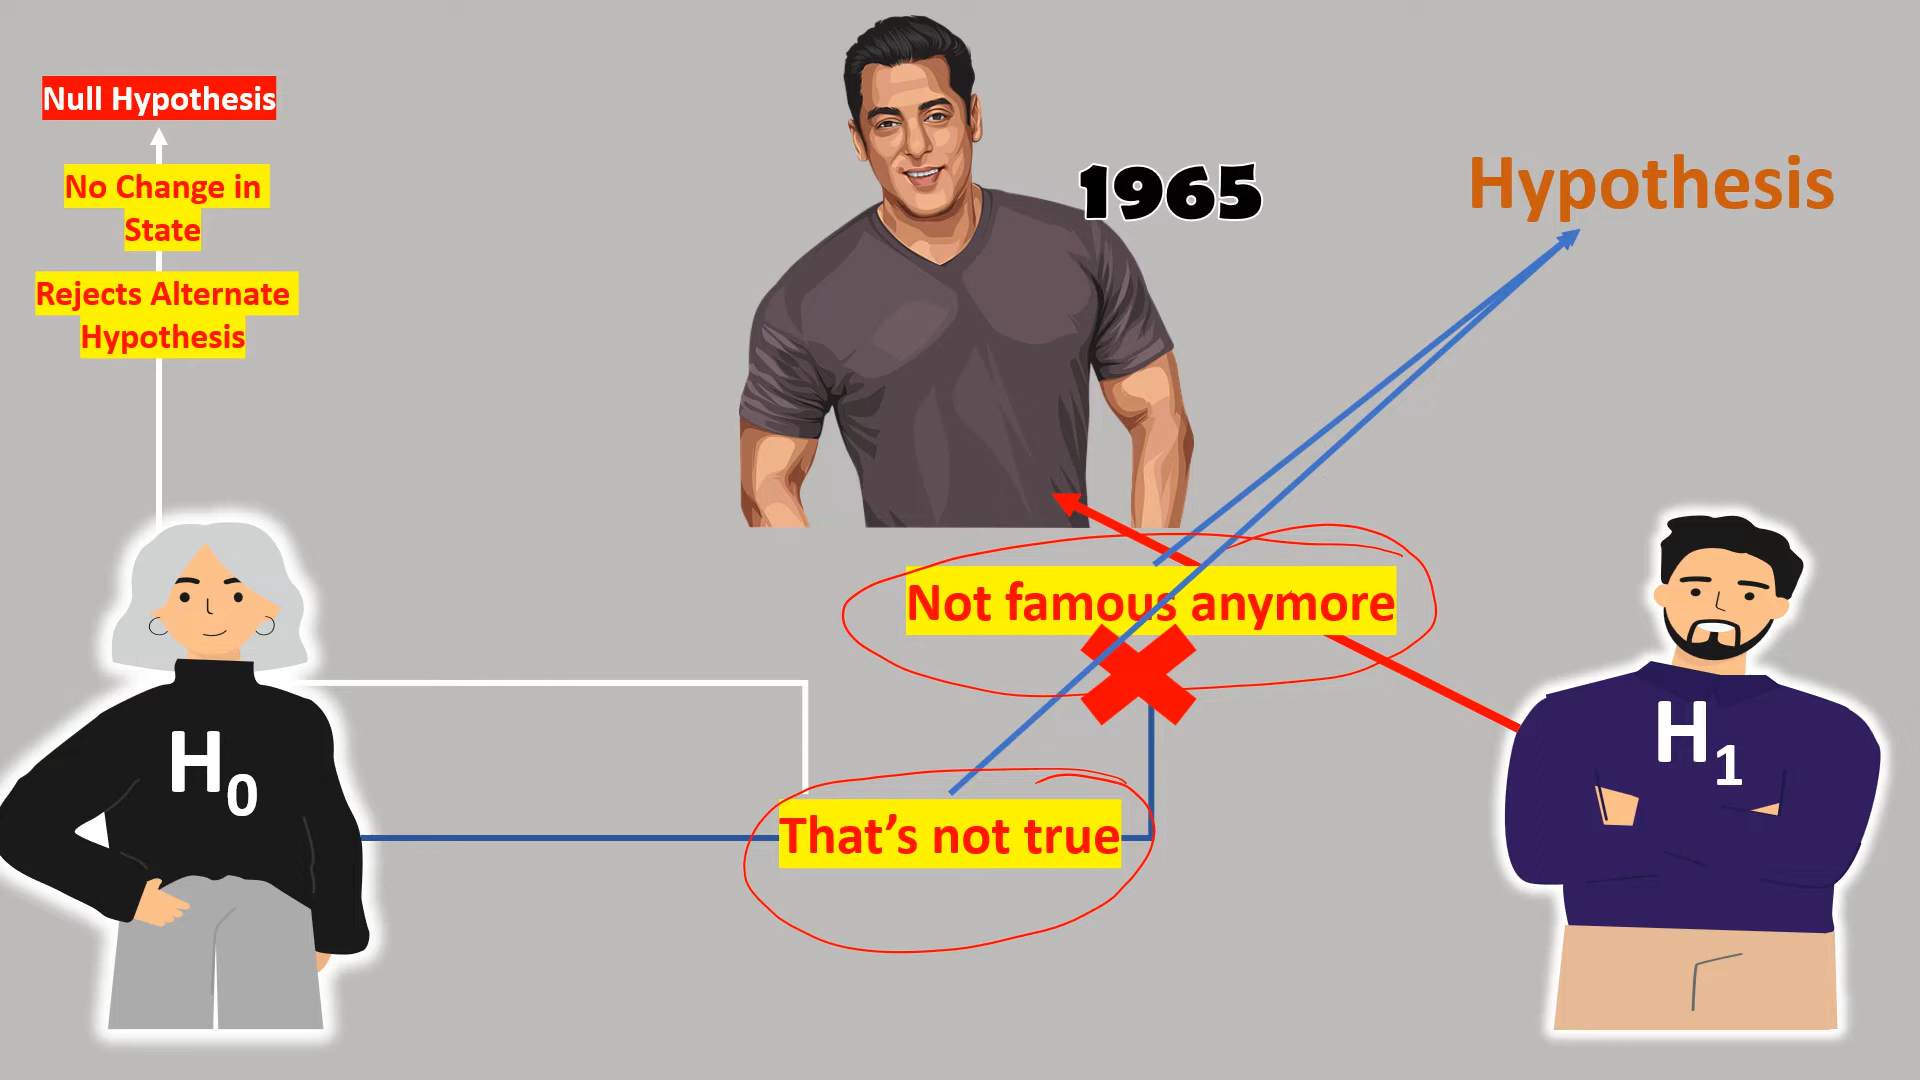 Null Hypothesis
No Change in
State
Rejects Alternate
Hypothesis
1965
Hypothesis
Not famous anymore
That’s not true
H0
H1